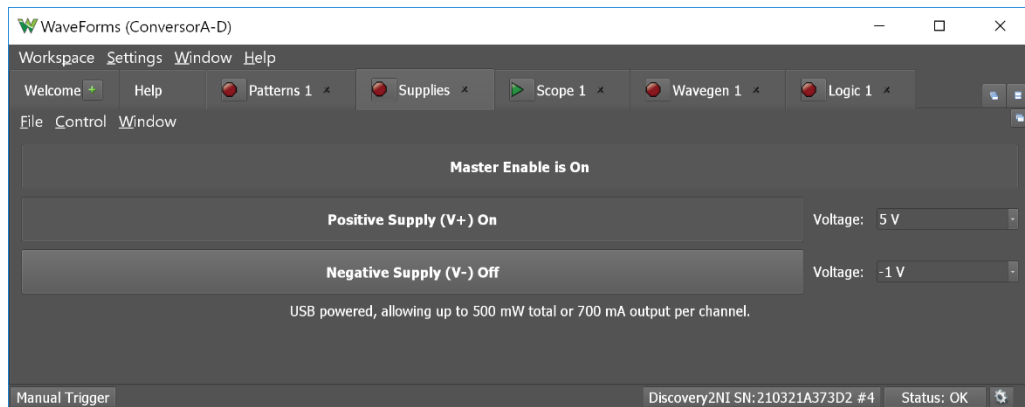 WaveForms (ConversorA-D)
Workspace Settings Window Help
Welcome + Help Patterns 1 Supplies Scope 1 Wavegen 1 Logic 1
File Control Window
Master Enable is On
Positive Supply (V+) On Voltage: 5 V
Negative Supply (V-) Off Voltage: -1 V
USB powered, allowing up to 500 mW total or 700 mA output per channel.
Manual Trigger Discovery2NI SN:210321A373D2 #4 Status: OK